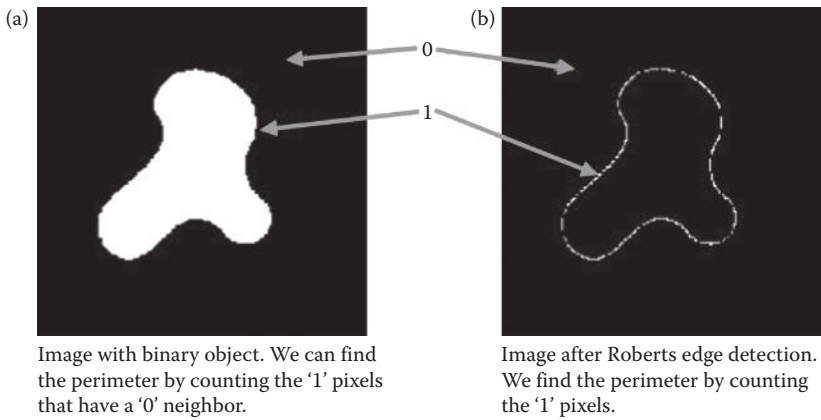 (a)
(b)
0
1
Image with binary object. We can find
the perimeter by counting the ‘1’ pixels
that have a ‘0’ neighbor.
Image after Roberts edge detection.
We find the perimeter by counting
the ‘1’ pixels.